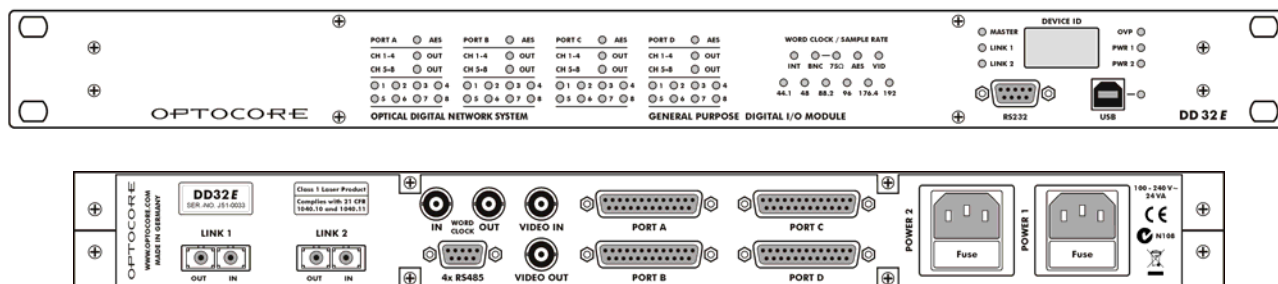 DEVICE ID
PORT A AES PORT B AES PORT C AES PORT D AES WORD CLOCK / SAMPLE RATE MASTER OVP
CH 1-4 OUT CH 1-4 OUT CH 1-4 OUT CH 1-4 OUT LINK 1 PWR 1
CH 5-8 OUT CH 5-8 OUT CH 5-8 OUT CH 5-8 OUT INT BNC 75Ω AES VID LINK 2 PWR 2
1 2 3 4 1 2 3 4 1 2 3 4 1 2 3 4
5 6 7 8 5 6 7 8 5 6 7 8 5 6 7 8 44.1 48 88.2 96 176.4 192
OPTOCORE OPTICAL DIGITAL NETWORK SYSTEM GENERAL PURPOSE DIGITAL I/O MODULE RS232 USB DD 32 E
OPTOCORE
WWW.OPTOCORE.COM
MADE IN GERMANY
DD32E
SER.-NO. JS1-0033
LINK 1
OUT IN
Class 1 Laser Product
Complies with 21 CFR
1040.10 and 1040.11
LINK 2
OUT IN
IN WORD CLOCK OUT VIDEO IN PORT A PORT C
4x RS485 VIDEO OUT PORT B PORT D
POWER 2
Fuse
POWER 1
Fuse
100 - 240 V~
24 VA
CE
N108